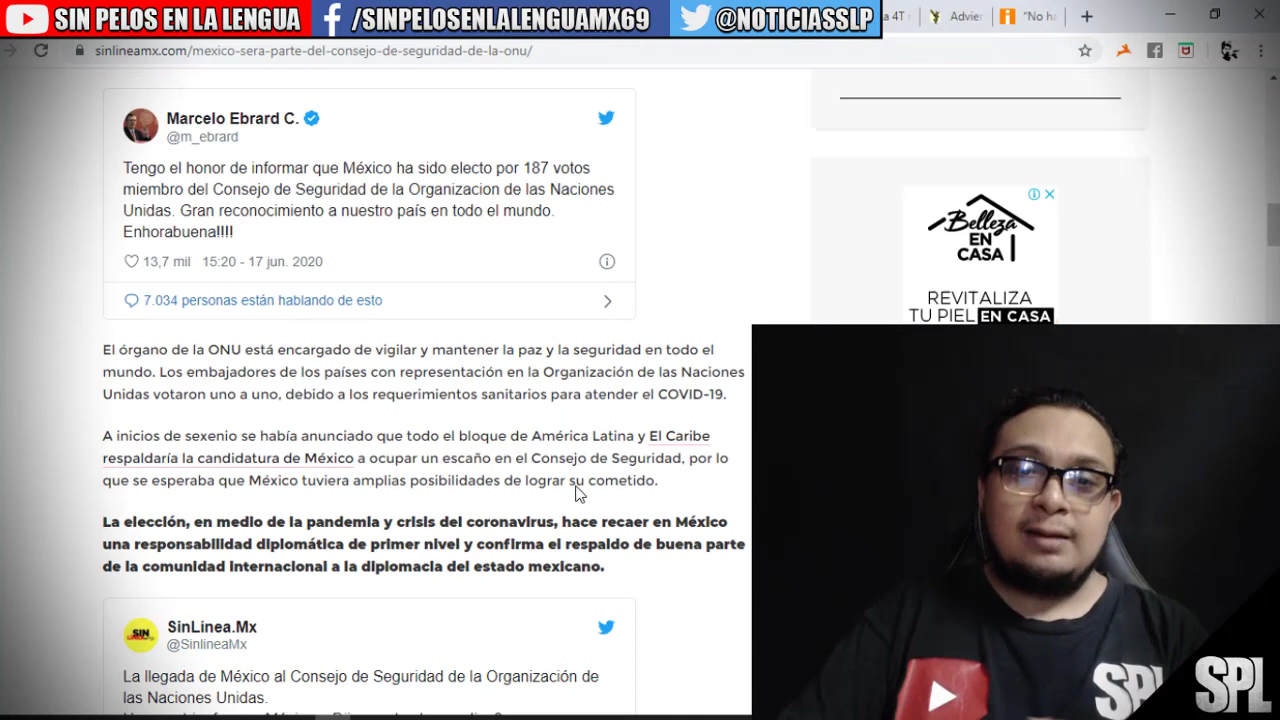 SIN PELOS EN LA LENGUA
/SINPELOSENLALENGUAMX69
@NOTICIASSLP
a 4T
Advier
"No ha
sinlineamx.com/mexico-sera-parte-del-consejo-de-seguridad-de-la-onu/
Marcelo Ebrard C.
@m_ebrard
Tengo el honor de informar que México ha sido electo por 187 votos
miembro del Consejo de Seguridad de la Organizacion de las Naciones
Unidas. Gran reconocimiento a nuestro país en todo el mundo.
Enhorabuena!!!!
13,7 mil 15:20 - 17 jun. 2020
7.034 personas están hablando de esto
Belleza
EN
CASA
REVITALIZA
TU PIEL EN CASA
El órgano de la ONU está encargado de vigilar y mantener la paz y la seguridad en todo el
mundo. Los embajadores de los países con representación en la Organización de las Naciones
Unidas votaron uno a uno, debido a los requerimientos sanitarios para atender el COVID-19.
A inicios de sexenio se había anunciado que todo el bloque de América Latina y El Caribe
respaldaría la candidatura de México a ocupar un escaño en el Consejo de Seguridad, por lo
que se esperaba que México tuviera amplias posibilidades de lograr su cometido.
La elección, en medio de la pandemia y crisis del coronavirus, hace recaer en México
una responsabilidad diplomática de primer nivel y confirma el respaldo de buena parte
de la comunidad internacional a la diplomacia del estado mexicano.
SIN
SinLínea.Mx
@SinlineaMx
La llegada de México al Consejo de Seguridad de la Organización de
las Naciones Unidas.
SPL
SPL